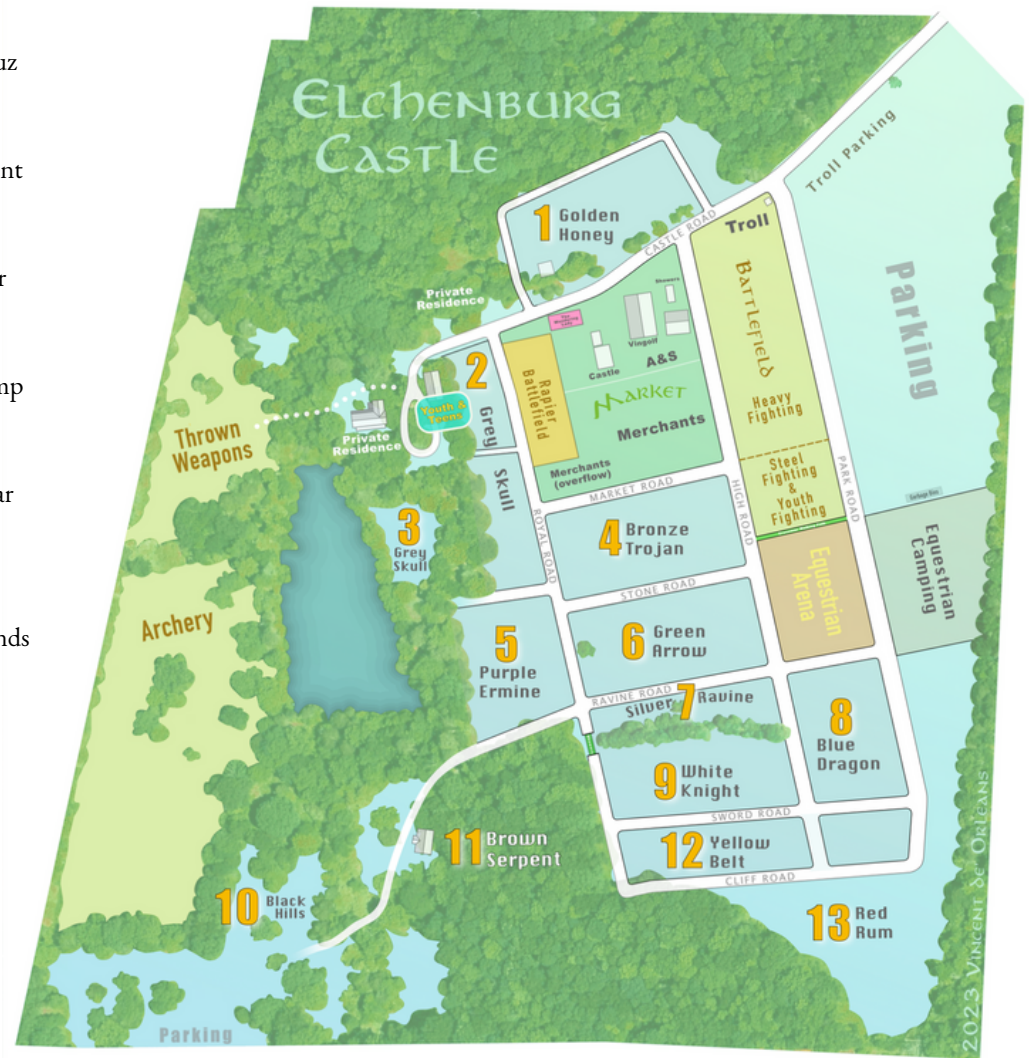 uz
nt
r
mp
ar
nds
Elchenburg
Castle
Troll Parking
1 Golden
Honey
CASTLE ROAD
Troll
Parking
Private
Residence
Showers
Battlefield
Vingolf
2
Castle
A&S
Rapier
Battlefield
Market
Heavy
Fighting
Youth &
Teens
Grey
Skull
Merchants
Thrown
Weapons
Private
Residence
Merchants
(overflow)
Steel
Fighting
&
Youth
Fighting
MARKET ROAD
HIGH ROAD
PARK ROAD
Garbage Bins
ROYAL ROAD
3
Grey
Skull
4 Bronze
Trojan
Equestrian
Arena
Equestrian
Camping
STONE ROAD
Archery
5
Purple
Ermine
6 Green
Arrow
RAVINE ROAD
Silver 7 Ravine
8
Blue
Dragon
9 White
Knight
SWORD ROAD
11 Brown
Serpent
12 Yellow
Belt
CLIFF ROAD
10 Black
Hills
13 Red
Rum
Parking
2023 Vincent de Orleans